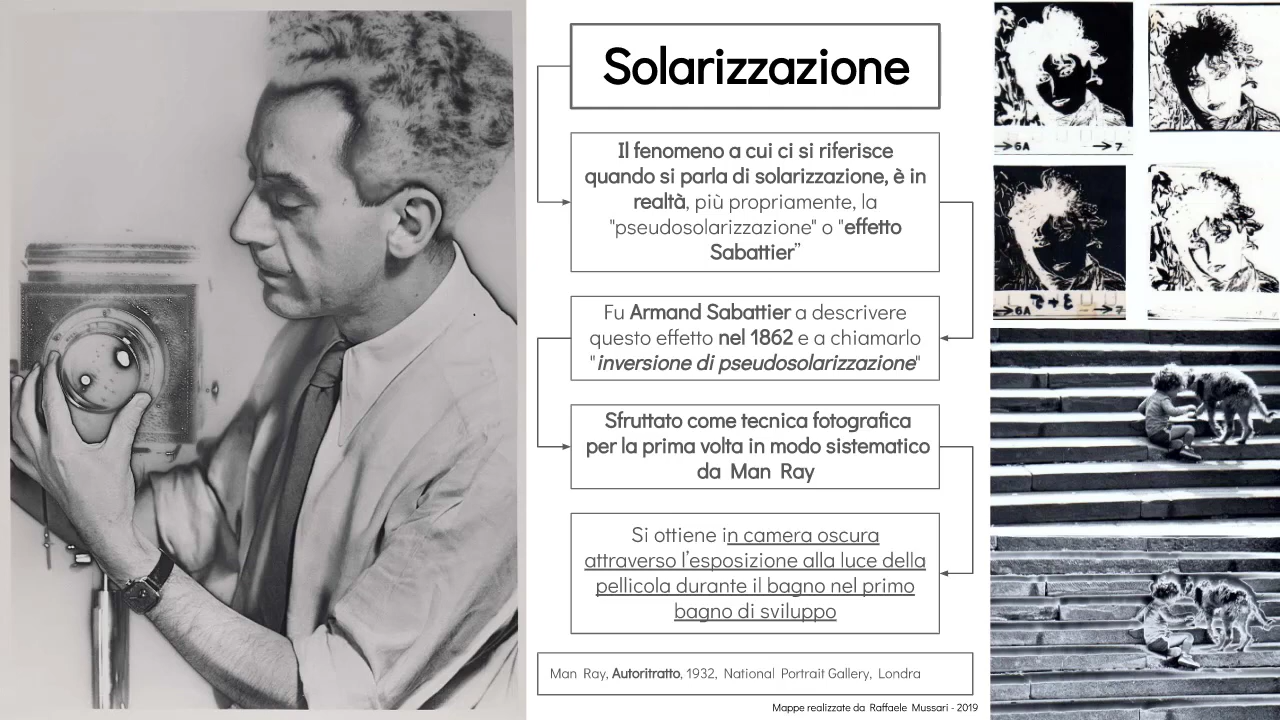 Solarizzazione
Il fenomeno a cui ci si riferisce
quando si parla di solarizzazione, è in
realtà, più propriamente, la
"pseudosolarizzazione" o "effetto
Sabattier”
Fu Armand Sabattier a descrivere
questo effetto nel 1862 e a chiamarlo
"inversione di pseudosolarizzazione"
Sfruttato come tecnica fotografica
per la prima volta in modo sistematico
da Man Ray
Si ottiene in camera oscura
attraverso l’esposizione alla luce della
pellicola durante il bagno nel primo
bagno di sviluppo
Man Ray, Autoritratto, 1932, National Portrait Gallery, Londra
Mappe realizzate da Raffaele Mussari - 2019
6A 7
6A 7